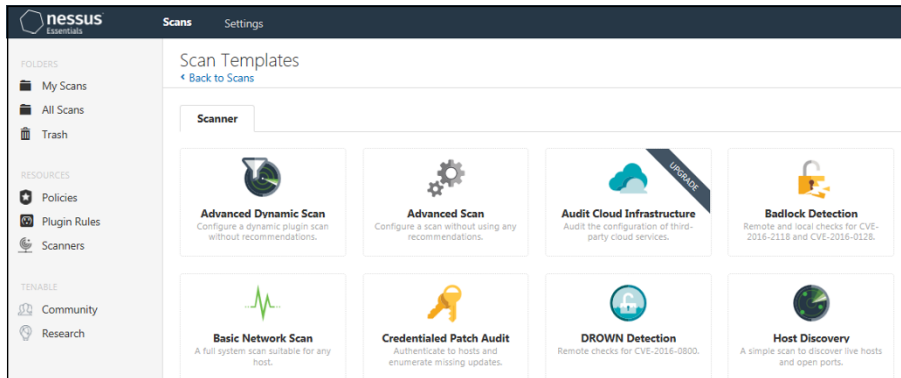 nessus
Essentials
Scans
Settings
FOLDERS
My Scans
All Scans
Trash
RESOURCES
Policies
Plugin Rules
Scanners
TENABLE
Community
Research
Scan Templates
Back to Scans
Scanner
Advanced Dynamic Scan
Configure a dynamic plugin scan
without recommendations.
Advanced Scan
Configure a scan without using any
recommendations.
UPGRADE
Audit Cloud Infrastructure
Audit the configuration of third-
party cloud services.
Badlock Detection
Remote and local checks for CVE-
2016-2118 and CVE-2016-0128.
Basic Network Scan
A full system scan suitable for any
host.
Credentialed Patch Audit
Authenticate to hosts and
enumerate missing updates.
DROWN Detection
Remote checks for CVE-2016-0800.
Host Discovery
A simple scan to discover live hosts
and open ports.